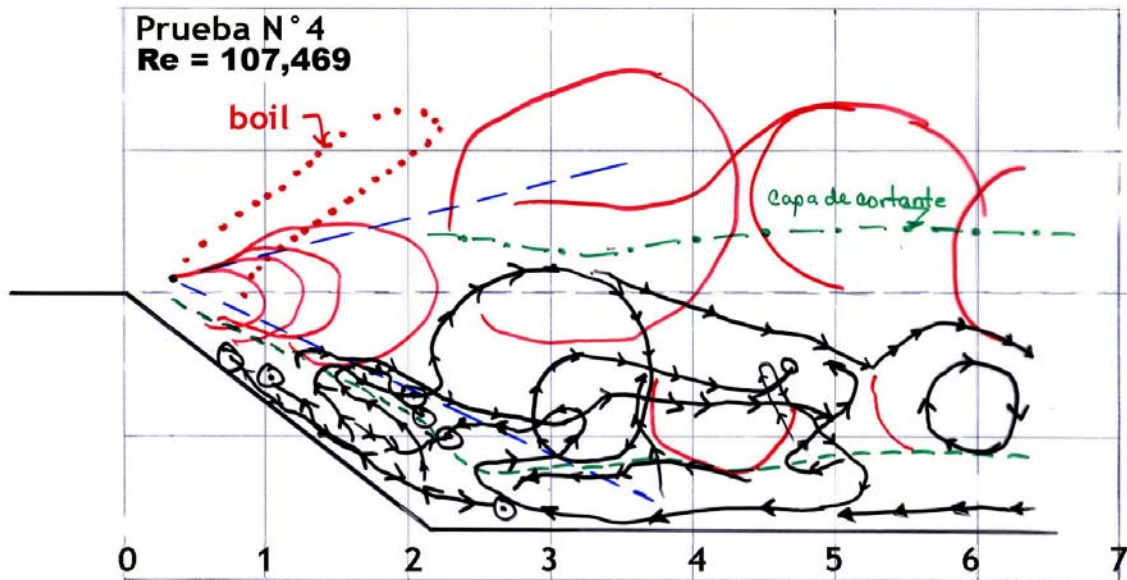 Prueba N°4
Re = 107,469
boil
capa de cortante
0 1 2 3 4 5 6 7